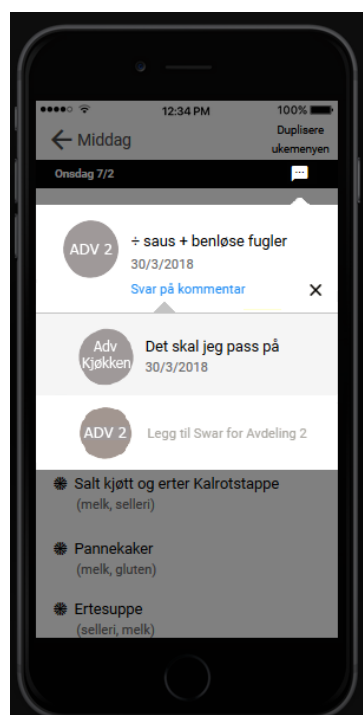 12:34 PM
100%
Middag
Duplisere
ukemenyen
Onsdag 7/2
ADV 2
÷ saus + benløse fugler
30/3/2018
Svar på kommentar
Adv
Kjøkken
Det skal jeg pass på
30/3/2018
ADV 2
Legg til Swar for Avdeling 2
Salt kjøtt og erter Kalrotstappe
(melk, selleri)
Pannekaker
(melk, gluten)
Ertesuppe
(selleri, melk)